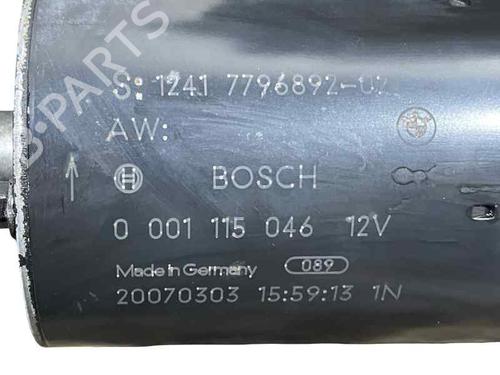 B-PARTS
S: 1241 7796892-02
AW:
BOSCH
0 001 115 046 12V
Made in Germany 089
20070303 15:59:13 1N